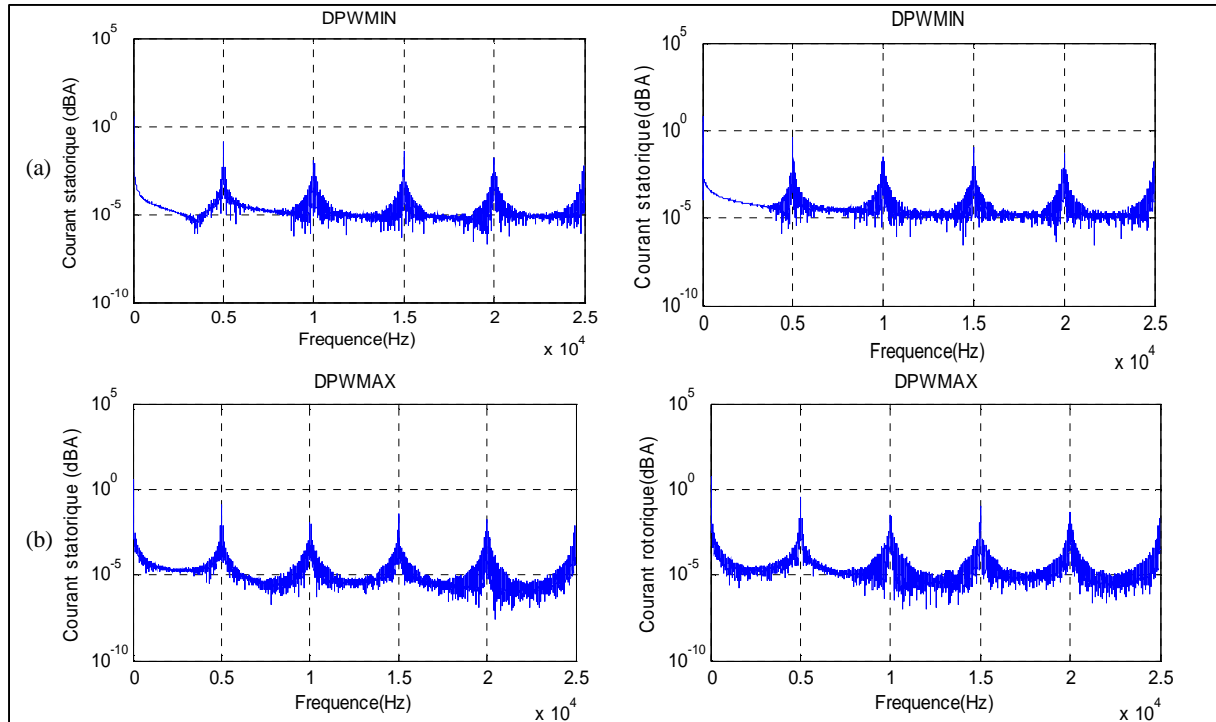 DPWMIN
DPWMIN
(a)
Courant statorique (dBA)
10^5
10^0
10^-5
10^-10
0 0.5 1 1.5 2 2.5
Frequence(Hz)
x 10^4
Courant statorique(dBA)
10^5
10^0
10^-5
10^-10
0 0.5 1 1.5 2 2.5
Frequence(Hz)
x 10^4
DPWMAX
DPWMAX
(b)
Courant statorique (dBA)
10^5
10^0
10^-5
10^-10
0 0.5 1 1.5 2 2.5
Frequence(Hz)
x 10^4
Courant rotorique(dBA)
10^5
10^0
10^-5
10^-10
0 0.5 1 1.5 2 2.5
Frequence(Hz)
x 10^4